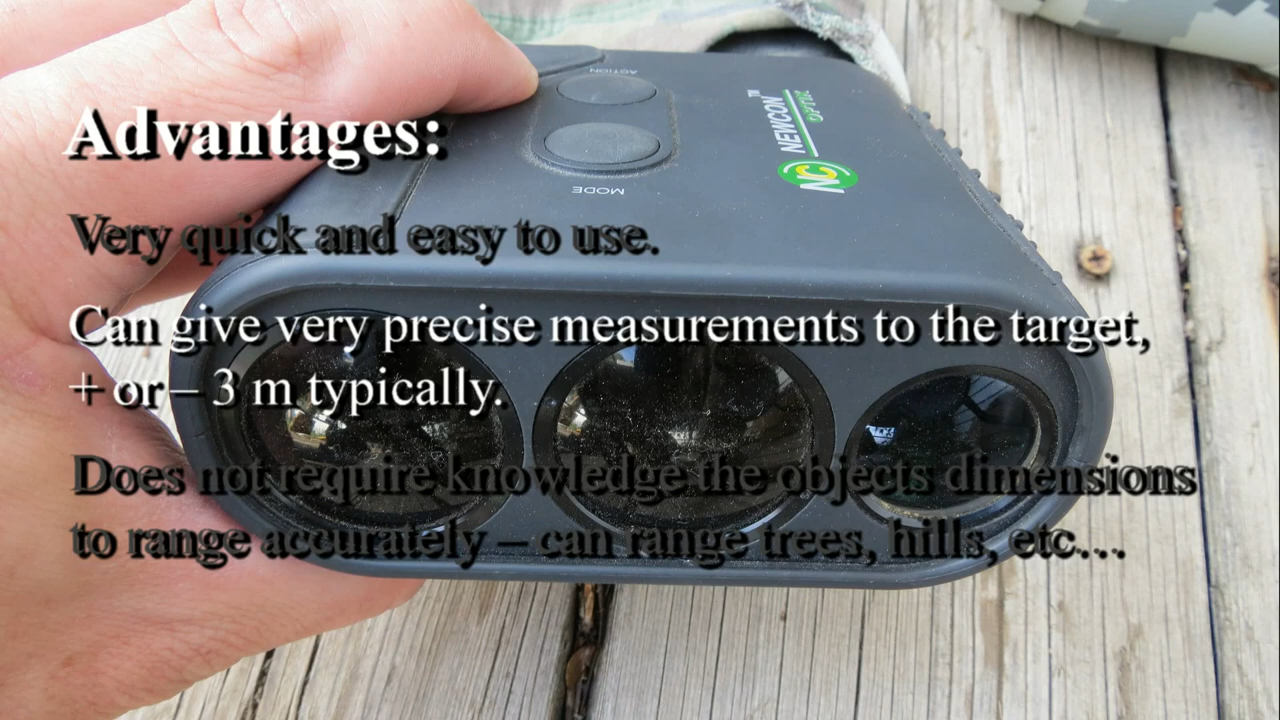 ACTION
NEWCON™
OPTIK
NC
MODE
Advantages:
Very quick and easy to use.
Can give very precise measurements to the target,
+ or – 3 m typically.
Does not require knowledge the objects dimensions
to range accurately – can range trees, hills, etc…